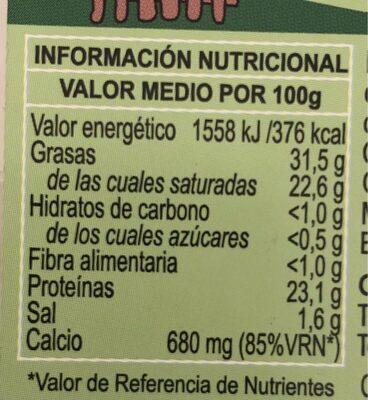 INFORMACIÓN NUTRICIONAL
VALOR MEDIO POR 100g
Valor energético 1558 kJ /376 kcal
Grasas 31,5 g
de las cuales saturadas 22,6 g
Hidratos de carbono <1,0 g
de los cuales azúcares <0,5 g
Fibra alimentaria <1,0 g
Proteínas 23,1 g
Sal 1,6 g
Calcio 680 mg (85%VRN*)
*Valor de Referencia de Nutrientes